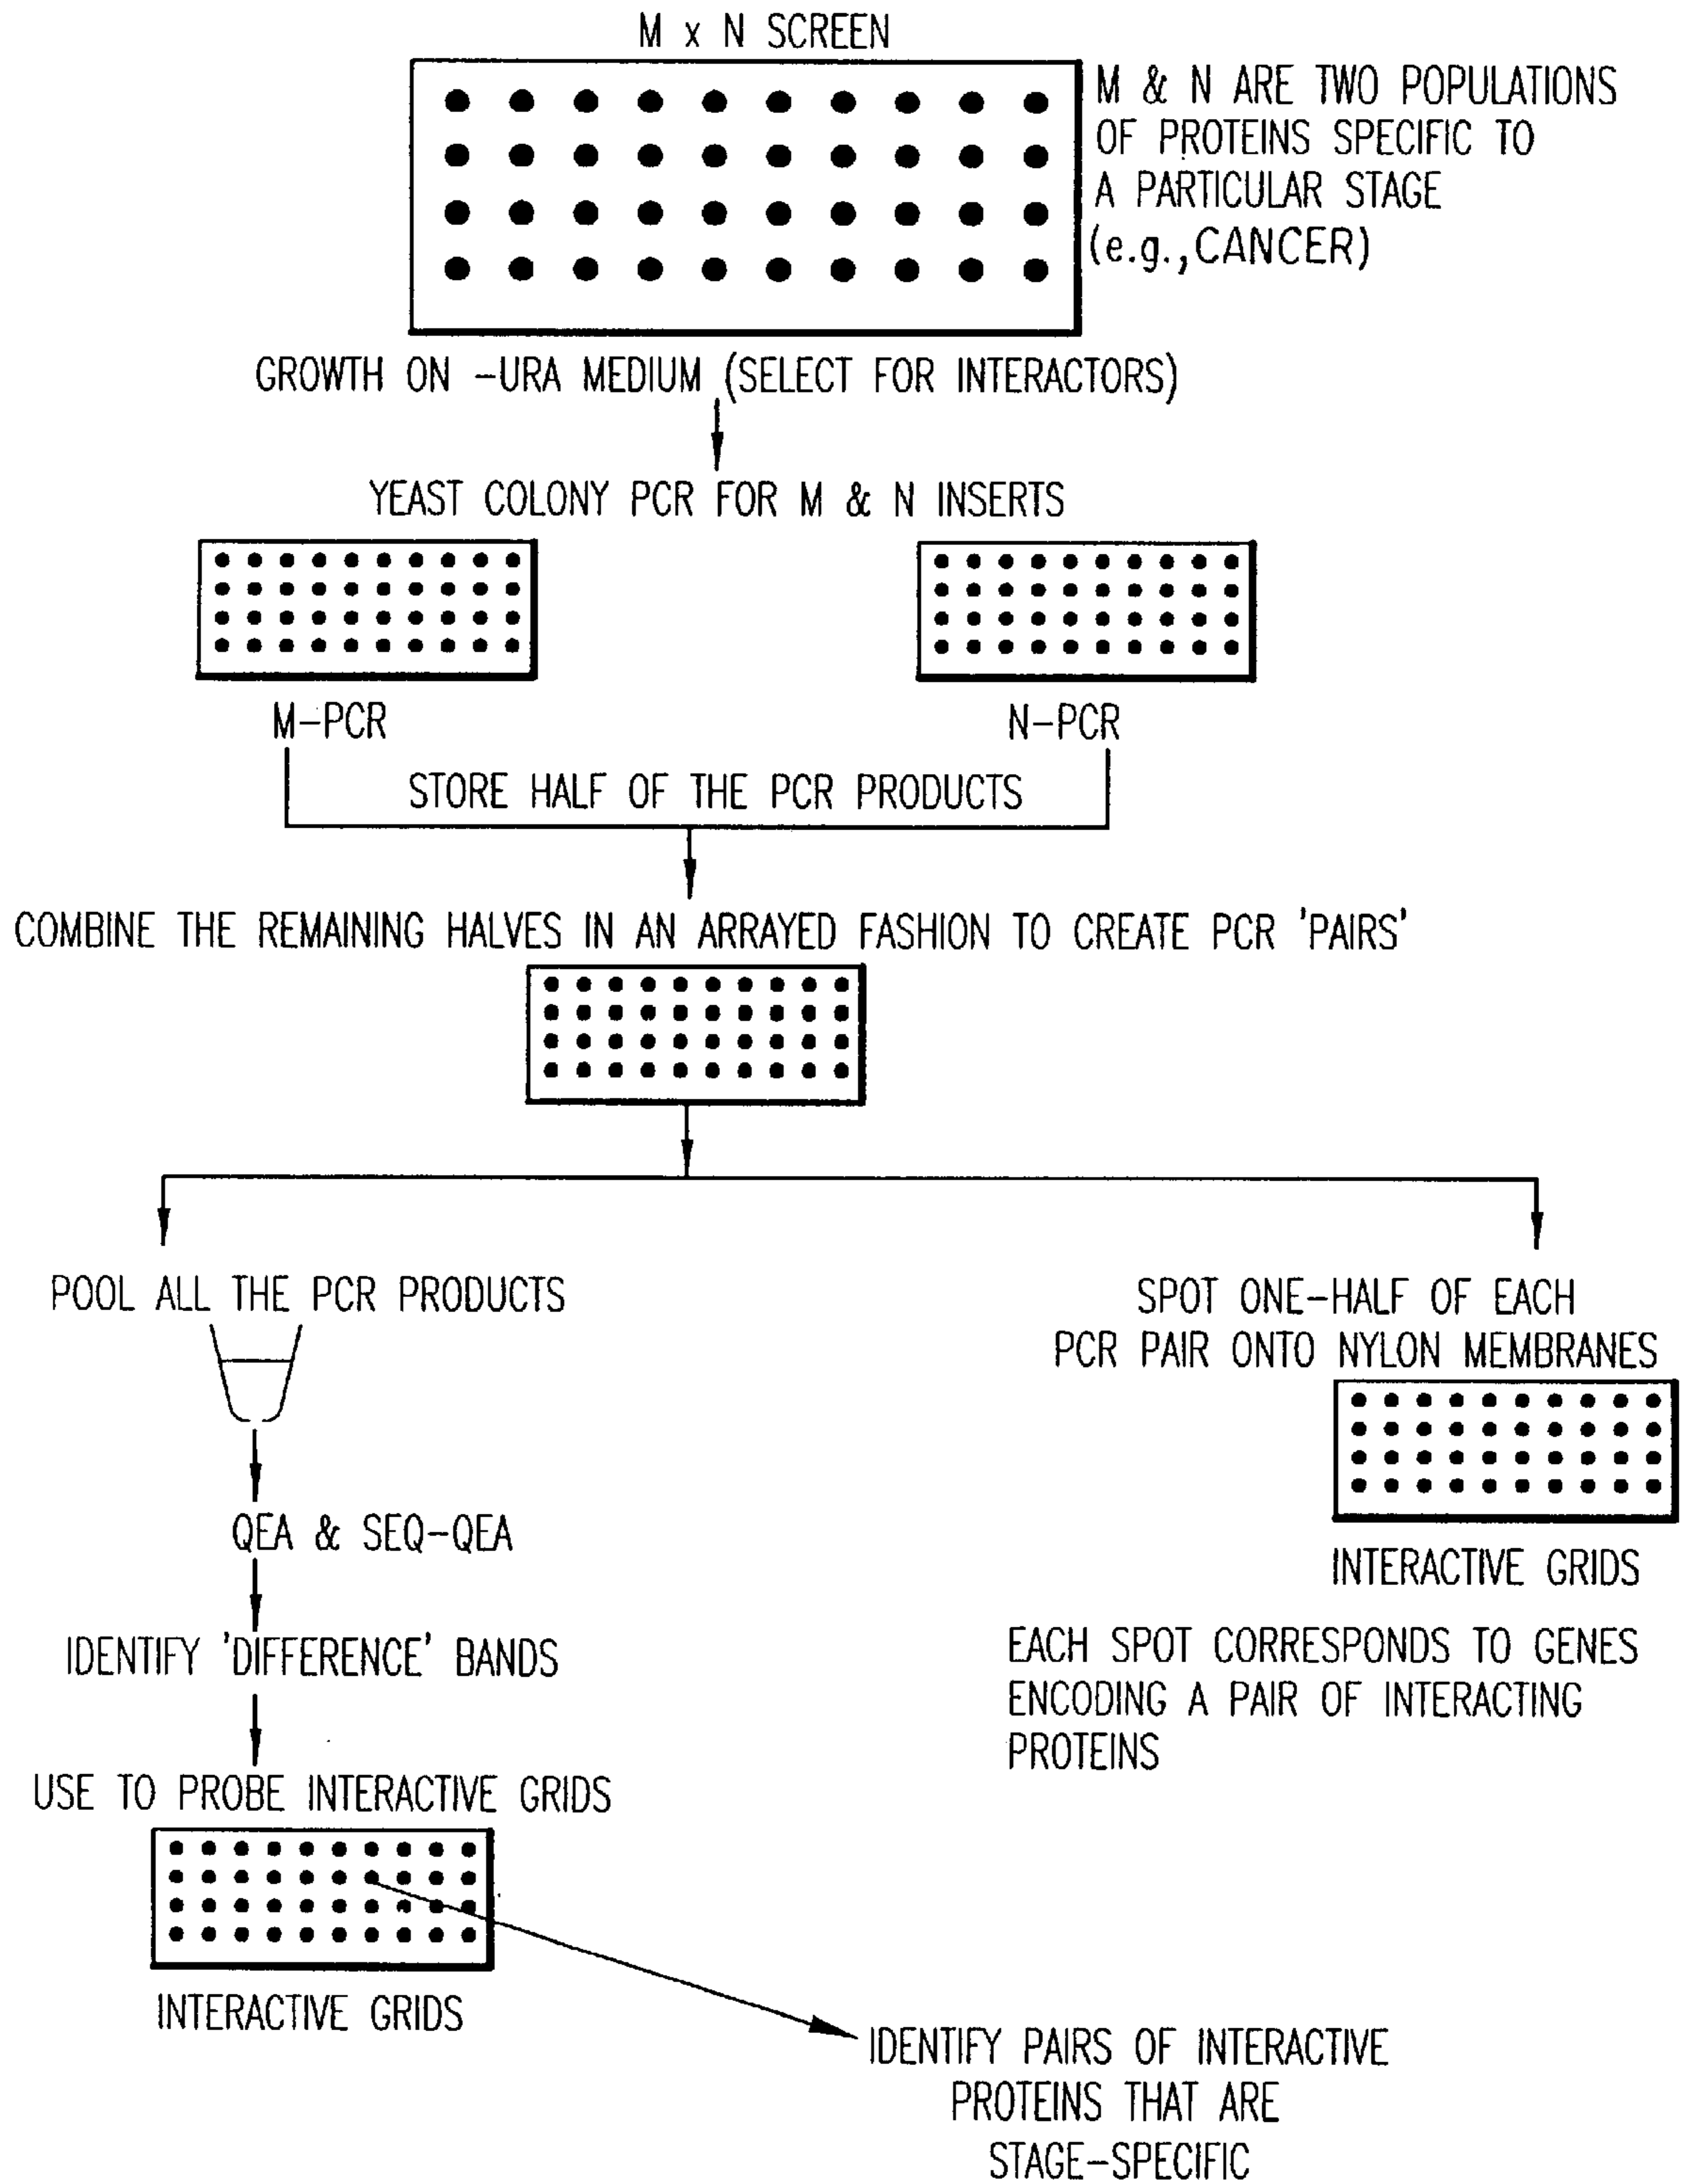 M x N SCREEN
M & N ARE TWO POPULATIONS
OF PROTEINS SPECIFIC TO
A PARTICULAR STAGE
(e.g., CANCER)
GROWTH ON -URA MEDIUM (SELECT FOR INTERACTORS)
YEAST COLONY PCR FOR M & N INSERTS
M-PCR
N-PCR
STORE HALF OF THE PCR PRODUCTS
COMBINE THE REMAINING HALVES IN AN ARRAYED FASHION TO CREATE PCR 'PAIRS'
POOL ALL THE PCR PRODUCTS
QEA & SEQ-QEA
IDENTIFY 'DIFFERENCE' BANDS
USE TO PROBE INTERACTIVE GRIDS
INTERACTIVE GRIDS
SPOT ONE-HALF OF EACH
PCR PAIR ONTO NYLON MEMBRANES
INTERACTIVE GRIDS
EACH SPOT CORRESPONDS TO GENES
ENCODING A PAIR OF INTERACTING
PROTEINS
IDENTIFY PAIRS OF INTERACTIVE
PROTEINS THAT ARE
STAGE-SPECIFIC